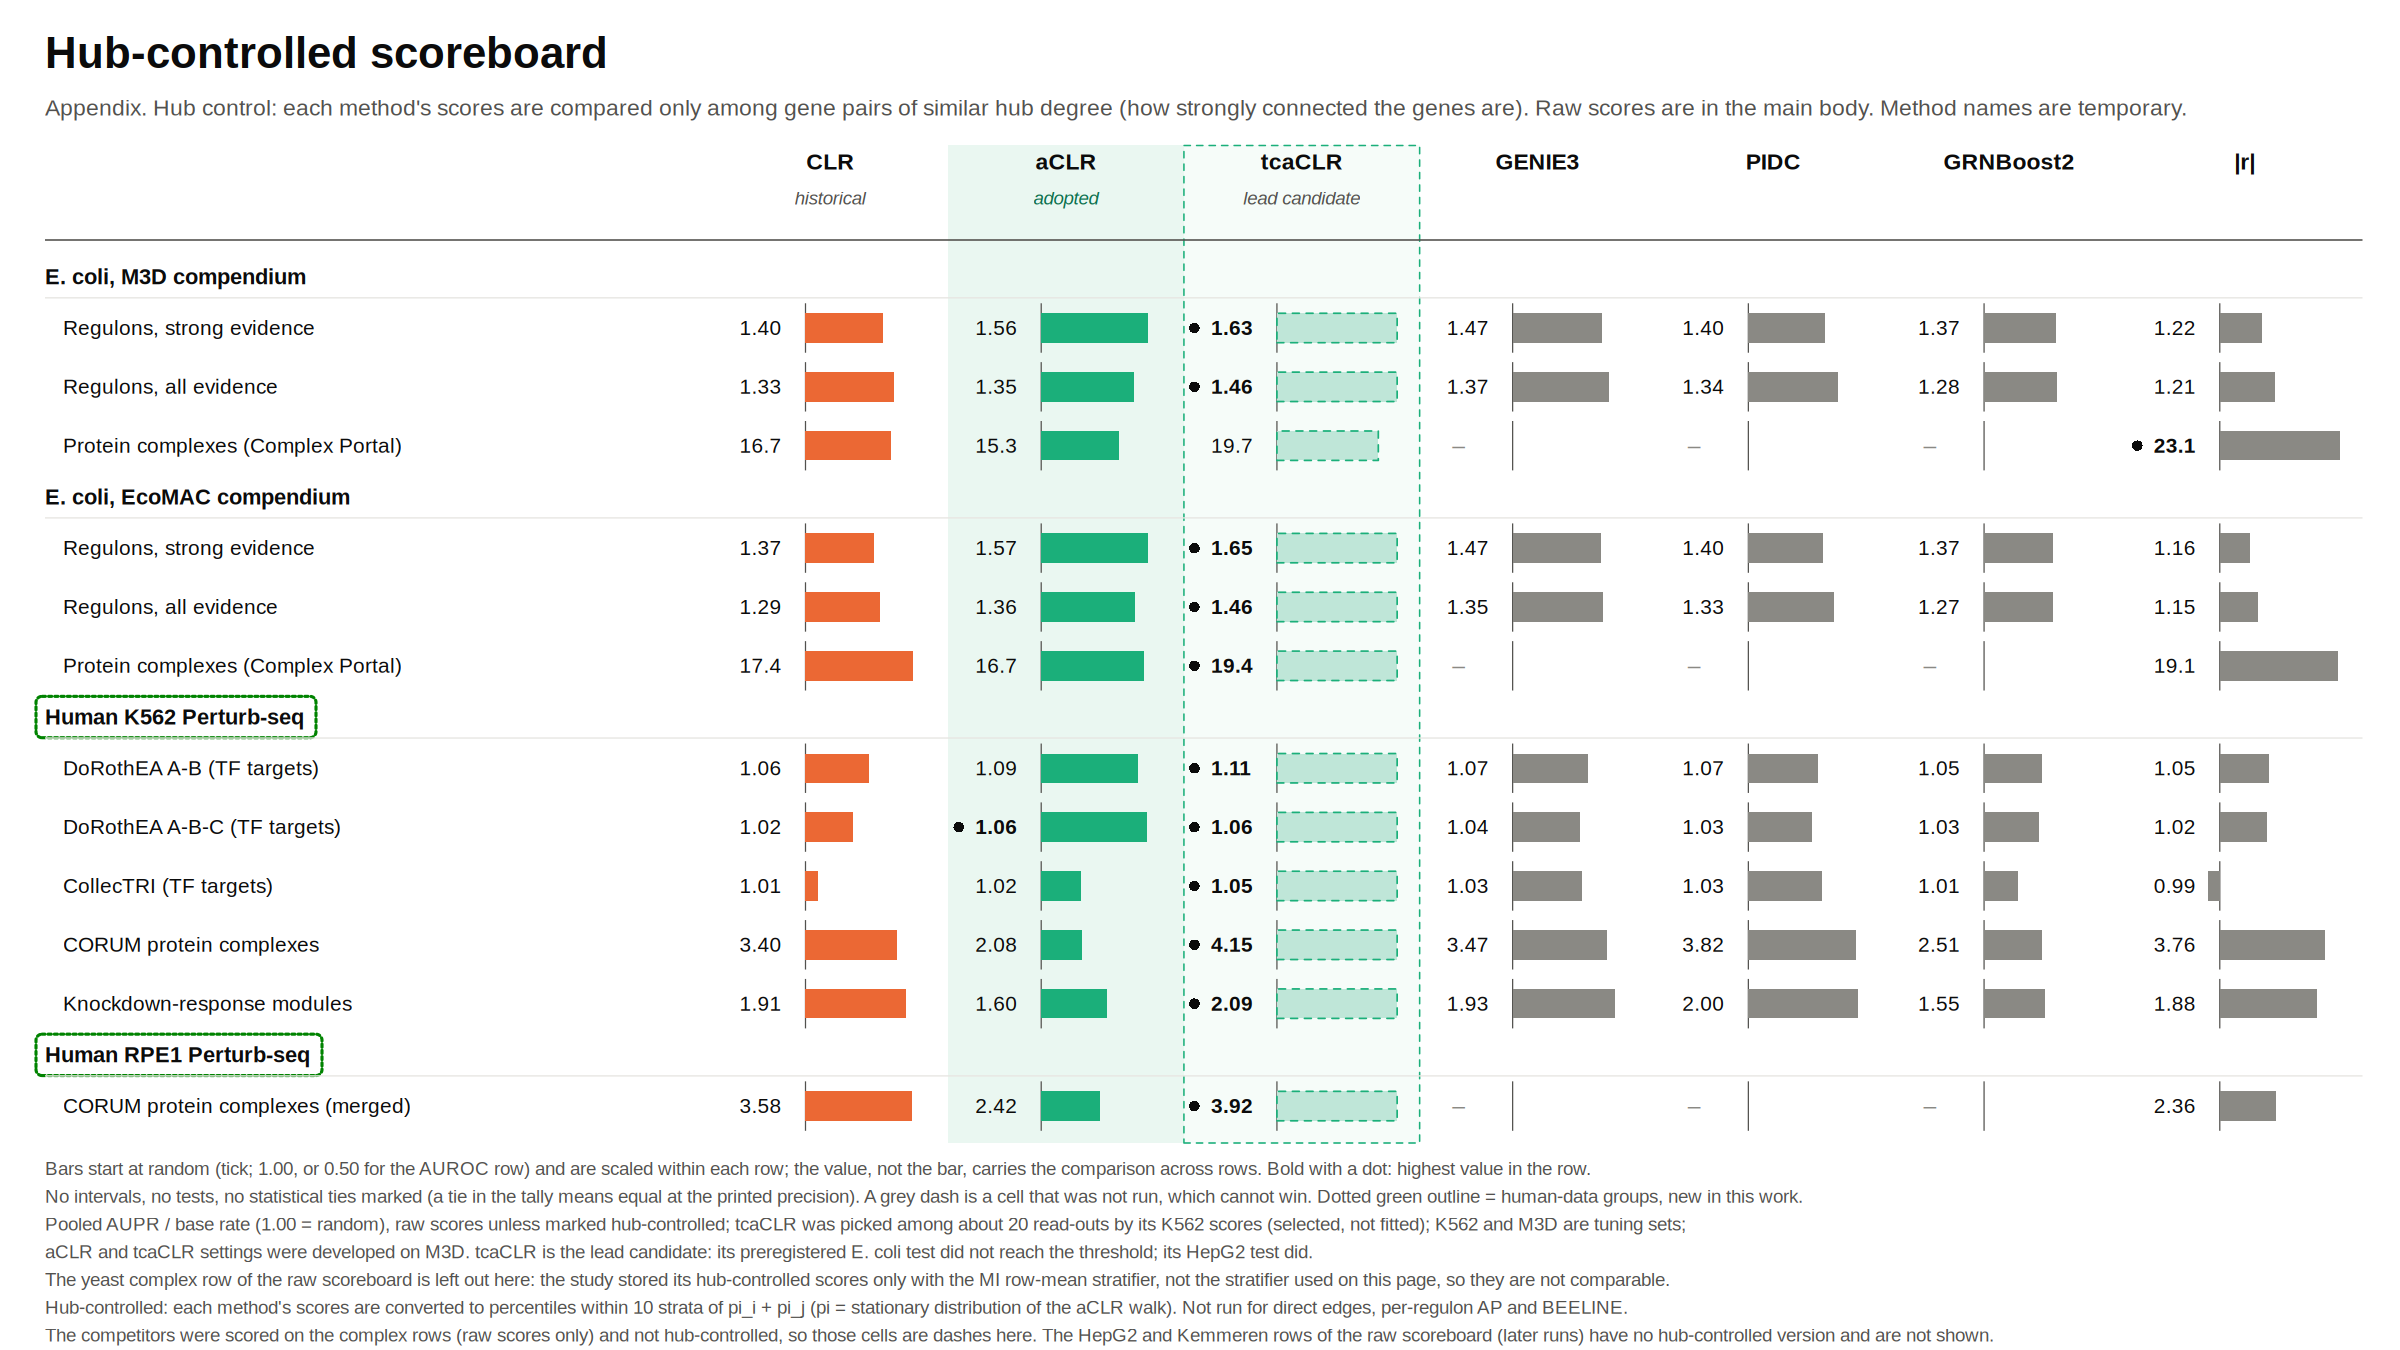 Hub-controlled scoreboard
Appendix. Hub control: each method's scores are compared only among gene pairs of similar hub degree (how strongly connected the genes are). Raw scores are in the main body. Method names are temporary.
CLR aCLR tcaCLR GENIE3 PIDC GRNBoost2 |r|
historical adopted lead candidate
E. coli, M3D compendium
Regulons, strong evidence 1.40 1.56 • 1.63 1.47 1.40 1.37 1.22
Regulons, all evidence 1.33 1.35 • 1.46 1.37 1.34 1.28 1.21
Protein complexes (Complex Portal) 16.7 15.3 19.7 – – – • 23.1
E. coli, EcoMAC compendium
Regulons, strong evidence 1.37 1.57 • 1.65 1.47 1.40 1.37 1.16
Regulons, all evidence 1.29 1.36 • 1.46 1.35 1.33 1.27 1.15
Protein complexes (Complex Portal) 17.4 16.7 • 19.4 – – – 19.1
Human K562 Perturb-seq
DoRothEA A-B (TF targets) 1.06 1.09 • 1.11 1.07 1.07 1.05 1.05
DoRothEA A-B-C (TF targets) 1.02 • 1.06 • 1.06 1.04 1.03 1.03 1.02
CollecTRI (TF targets) 1.01 1.02 • 1.05 1.03 1.03 1.01 0.99
CORUM protein complexes 3.40 2.08 • 4.15 3.47 3.82 2.51 3.76
Knockdown-response modules 1.91 1.60 • 2.09 1.93 2.00 1.55 1.88
Human RPE1 Perturb-seq
CORUM protein complexes (merged) 3.58 2.42 • 3.92 – – – 2.36
Bars start at random (tick; 1.00, or 0.50 for the AUROC row) and are scaled within each row; the value, not the bar, carries the comparison across rows. Bold with a dot: highest value in the row.
No intervals, no tests, no statistical ties marked (a tie in the tally means equal at the printed precision). A grey dash is a cell that was not run, which cannot win. Dotted green outline = human-data groups, new in this work.
Pooled AUPR / base rate (1.00 = random), raw scores unless marked hub-controlled; tcaCLR was picked among about 20 read-outs by its K562 scores (selected, not fitted); K562 and M3D are tuning sets;
aCLR and tcaCLR settings were developed on M3D. tcaCLR is the lead candidate: its preregistered E. coli test did not reach the threshold; its HepG2 test did.
The yeast complex row of the raw scoreboard is left out here: the study stored its hub-controlled scores only with the MI row-mean stratifier, not the stratifier used on this page, so they are not comparable.
Hub-controlled: each method's scores are converted to percentiles within 10 strata of pi_i + pi_j (pi = stationary distribution of the aCLR walk). Not run for direct edges, per-regulon AP and BEELINE.
The competitors were scored on the complex rows (raw scores only) and not hub-controlled, so those cells are dashes here. The HepG2 and Kemmeren rows of the raw scoreboard (later runs) have no hub-controlled version and are not shown.